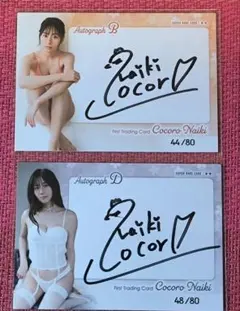 Autograph B
Naiki
Cocoro
First Trading Card Cocoro Naiki
44/80
Autograph D
Naiki
Cocoro
First Trading Card Cocoro Naiki
48/80